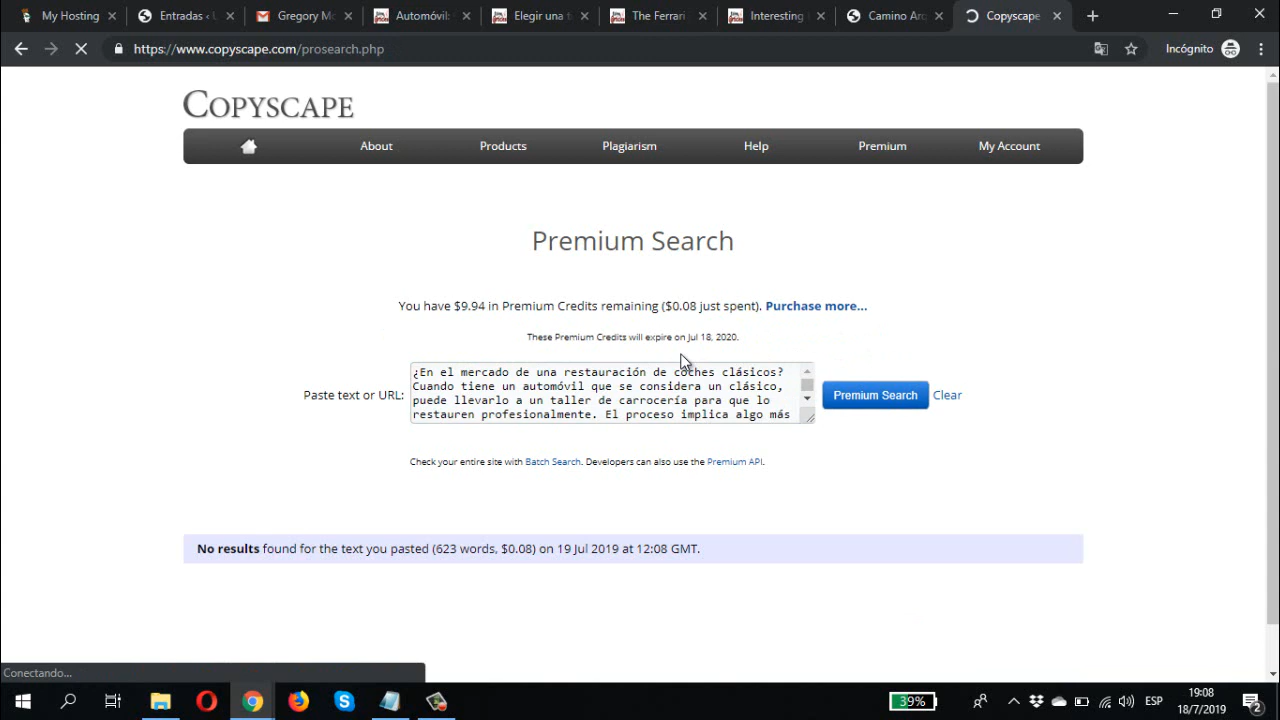 My Hosting
Entradas ‹ U
Gregory Mo
Automóvil
Elegir una t
The Ferrari
Interesting
Camino Arc
Copyscape
https://www.copyscape.com/prosearch.php
Incógnito
COPYSCAPE
About
Products
Plagiarism
Help
Premium
My Account
Premium Search
You have $9.94 in Premium Credits remaining ($0.08 just spent). Purchase more...
These Premium Credits will expire on Jul 18, 2020.
Paste text or URL:
¿En el mercado de una restauración de coches clásicos?
Cuando tiene un automóvil que se considera un clásico,
puede llevarlo a un taller de carrocería para que lo
restauren profesionalmente. El proceso implica algo más
Premium Search
Clear
Check your entire site with Batch Search. Developers can also use the Premium API.
No results found for the text you pasted (623 words, $0.08) on 19 Jul 2019 at 12:08 GMT.
Conectando...
39%
ESP
19:08
18/7/2019
2